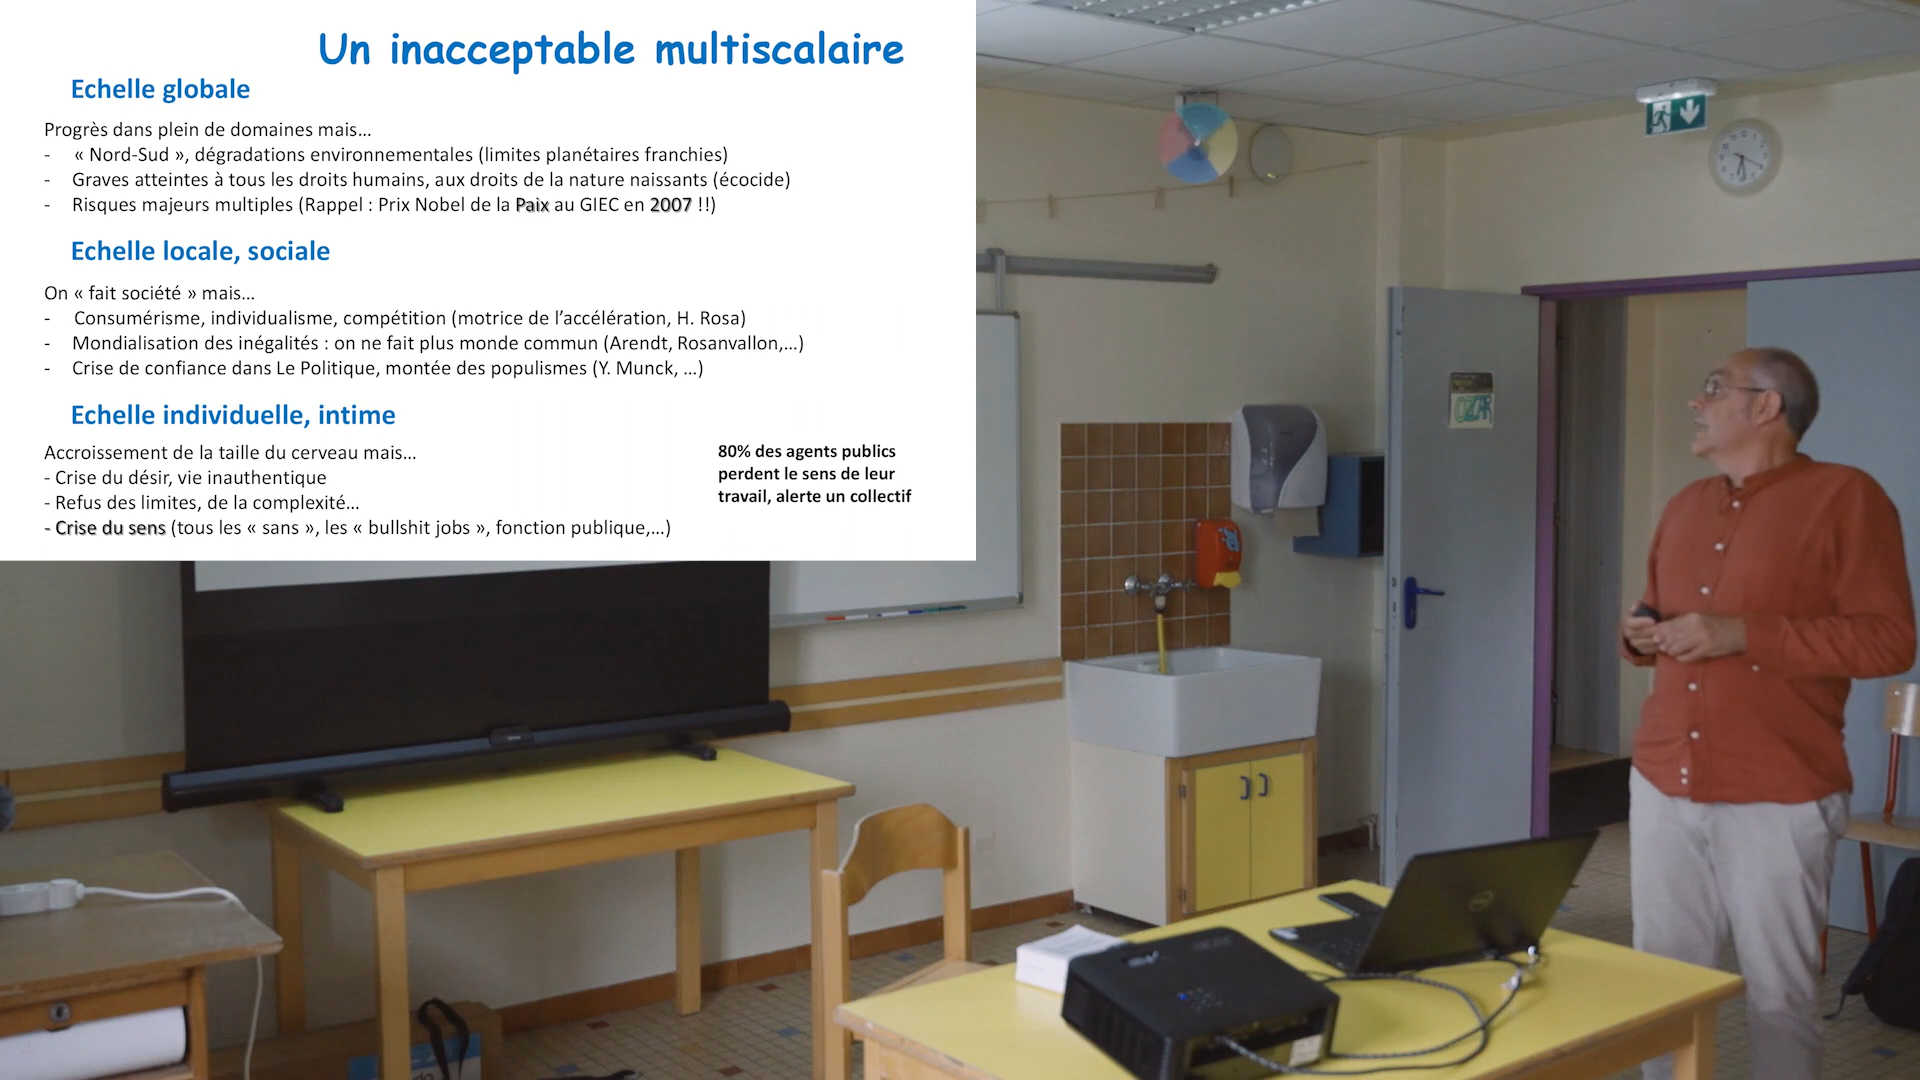 Un inacceptable multiscalaire
Echelle globale
Progrès dans plein de domaines mais…
- « Nord-Sud », dégradations environnementales (limites planétaires franchies)
- Graves atteintes à tous les droits humains, aux droits de la nature naissants (écocide)
- Risques majeurs multiples (Rappel : Prix Nobel de la Paix au GIEC en 2007 !!)
Echelle locale, sociale
On « fait société » mais…
- Consumérisme, individualisme, compétition (motrice de l’accélération, H. Rosa)
- Mondialisation des inégalités : on ne fait plus monde commun (Arendt, Rosanvallon,…)
- Crise de confiance dans Le Politique, montée des populismes (Y. Munck, …)
Echelle individuelle, intime
Accroissement de la taille du cerveau mais…
- Crise du désir, vie inauthentique
- Refus des limites, de la complexité…
- Crise du sens (tous les « sans », les « bullshit jobs », fonction publique,…)
80% des agents publics
perdent le sens de leur
travail, alerte un collectif